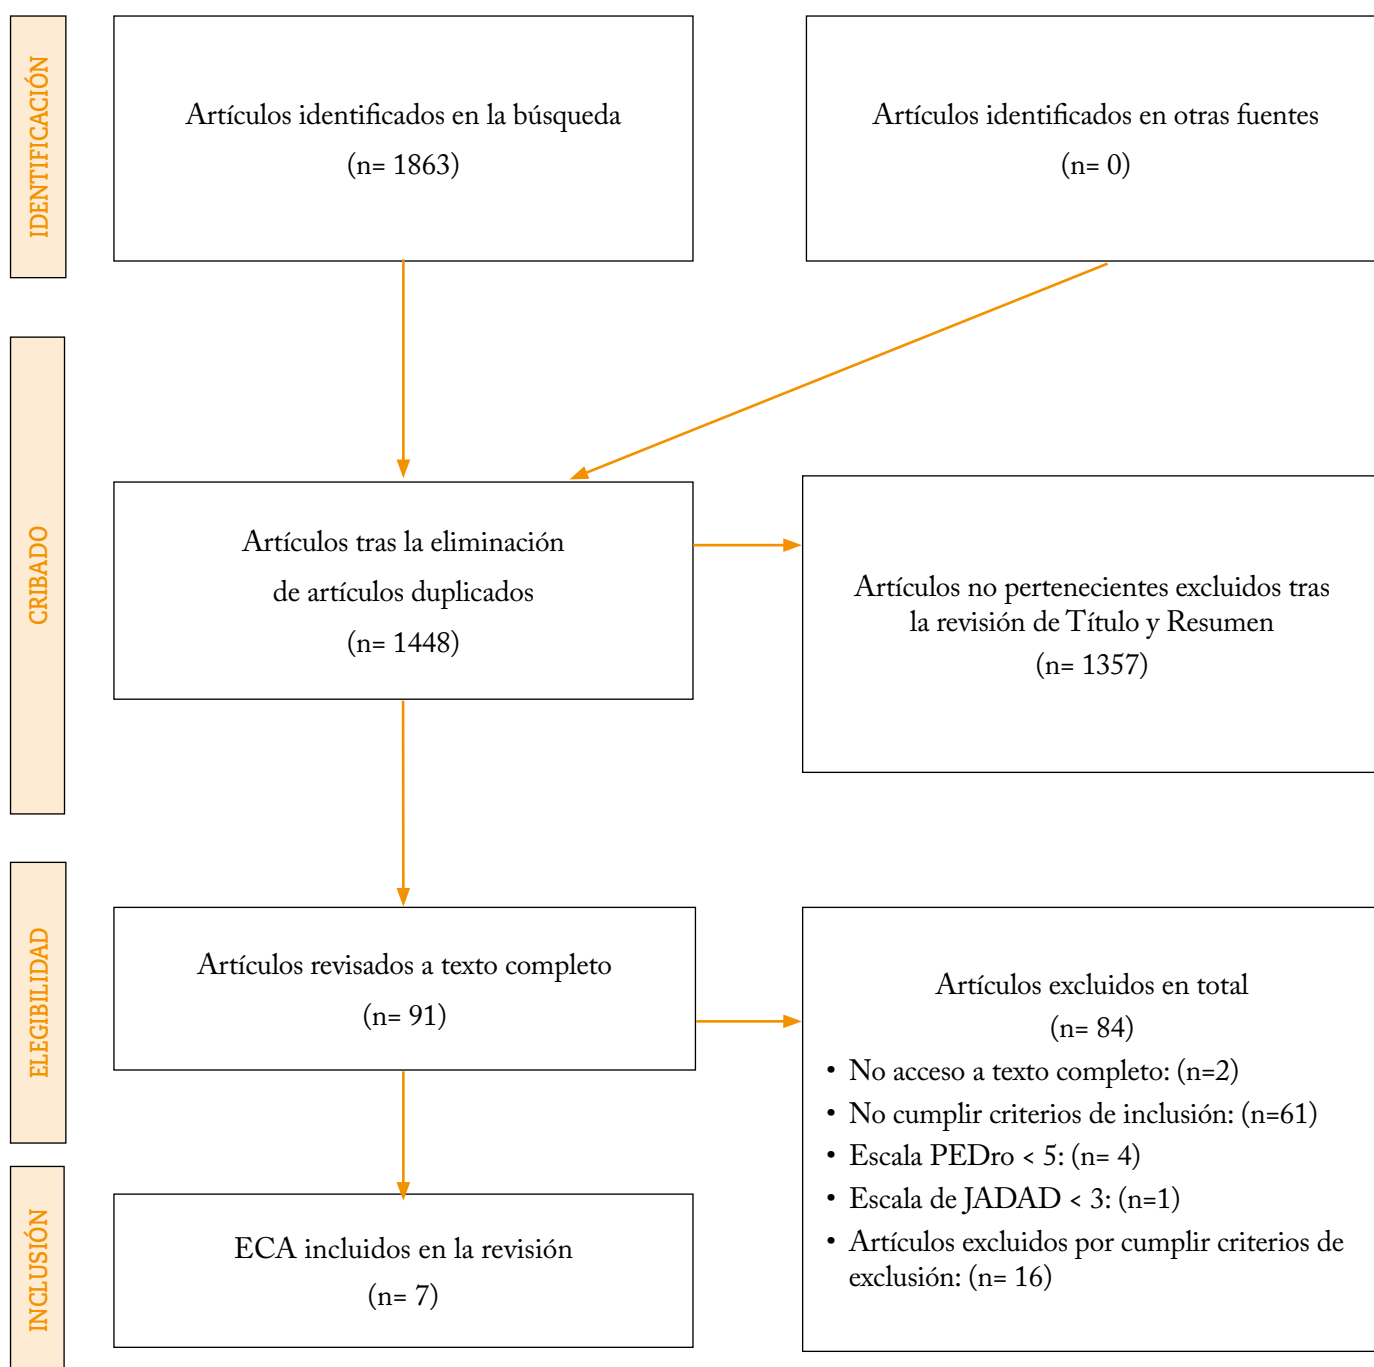 IDENTIFICACIÓN
Artículos identificados en la búsqueda
(n= 1863)
Artículos identificados en otras fuentes
(n= 0)
CRIBADO
Artículos tras la eliminación
de artículos duplicados
(n= 1448)
Artículos no pertenecientes excluidos tras
la revisión de Título y Resumen
(n= 1357)
ELEGIBILIDAD
Artículos revisados a texto completo
(n= 91)
Artículos excluidos en total
(n= 84)
• No acceso a texto completo: (n=2)
• No cumplir criterios de inclusión: (n=61)
• Escala PEDro < 5: (n= 4)
• Escala de JADAD < 3: (n=1)
• Artículos excluidos por cumplir criterios de
exclusión: (n= 16)
INCLUSIÓN
ECA incluidos en la revisión
(n= 7)